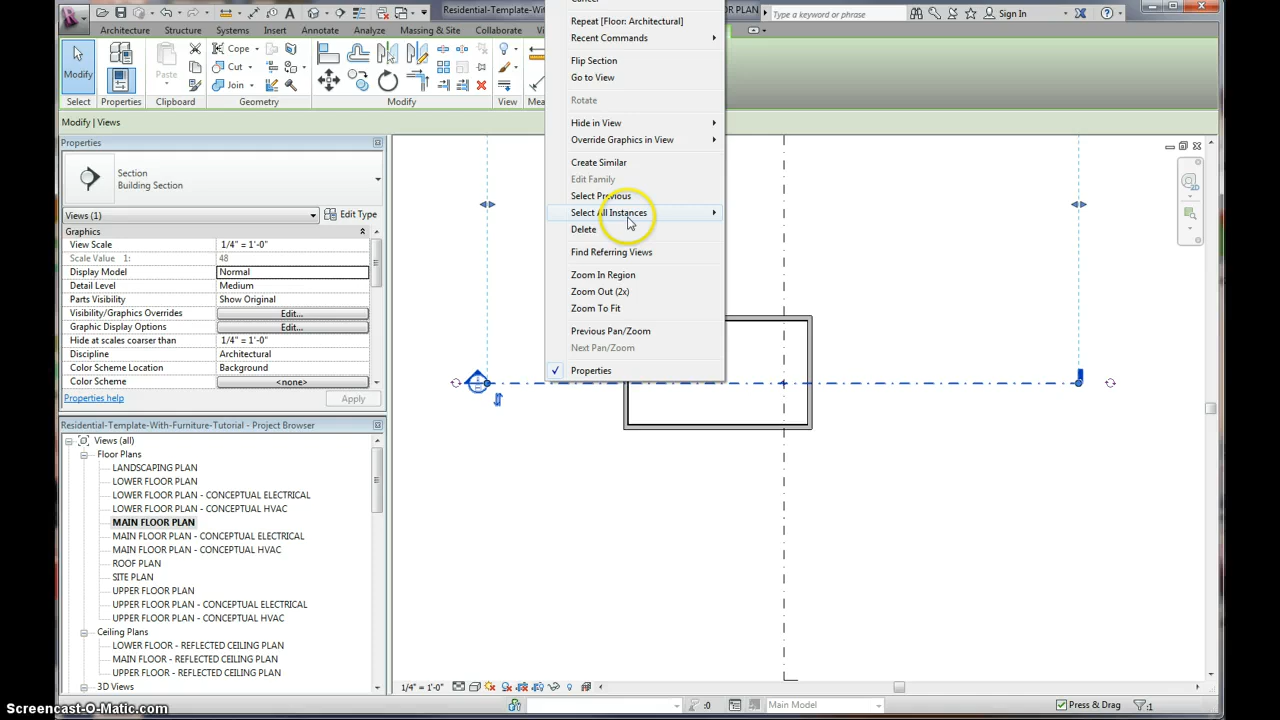 Residential-Template-With-Furniture-Tutorial -
PLAN
Type a keyword or phrase
Sign In
Architecture Structure Systems Insert Annotate Analyze Massing & Site Collaborate
Modify
Paste
Cope
Cut
Join
Select Properties Clipboard Geometry Modify View
Modify | Views
Properties
Section
Building Section
Views (1)
Edit Type
Graphics
View Scale 1/4" = 1'-0"
Scale Value 1: 48
Display Model Normal
Detail Level Medium
Parts Visibility Show Original
Visibility/Graphics Overrides Edit...
Graphic Display Options Edit...
Hide at scales coarser than 1/4" = 1'-0"
Discipline Architectural
Color Scheme Location Background
Color Scheme <none>
Properties help
Apply
Residential-Template-With-Furniture-Tutorial - Project Browser
Views (all)
Floor Plans
LANDSCAPING PLAN
LOWER FLOOR PLAN
LOWER FLOOR PLAN - CONCEPTUAL ELECTRICAL
LOWER FLOOR PLAN - CONCEPTUAL HVAC
MAIN FLOOR PLAN
MAIN FLOOR PLAN - CONCEPTUAL ELECTRICAL
MAIN FLOOR PLAN - CONCEPTUAL HVAC
ROOF PLAN
SITE PLAN
UPPER FLOOR PLAN
UPPER FLOOR PLAN - CONCEPTUAL ELECTRICAL
UPPER FLOOR PLAN - CONCEPTUAL HVAC
Ceiling Plans
LOWER FLOOR - REFLECTED CEILING PLAN
MAIN FLOOR - REFLECTED CEILING PLAN
UPPER FLOOR - REFLECTED CEILING PLAN
3D Views
Cancel
Repeat [Floor: Architectural]
Recent Commands
Flip Section
Go to View
Rotate
Hide in View
Override Graphics in View
Create Similar
Edit Family
Select Previous
Select All Instances
Delete
Find Referring Views
Zoom In Region
Zoom Out (2x)
Zoom To Fit
Previous Pan/Zoom
Next Pan/Zoom
Properties
1/4" = 1'-0"
:0
Main Model
Press & Drag
:1
Screencast-O-Matic.com